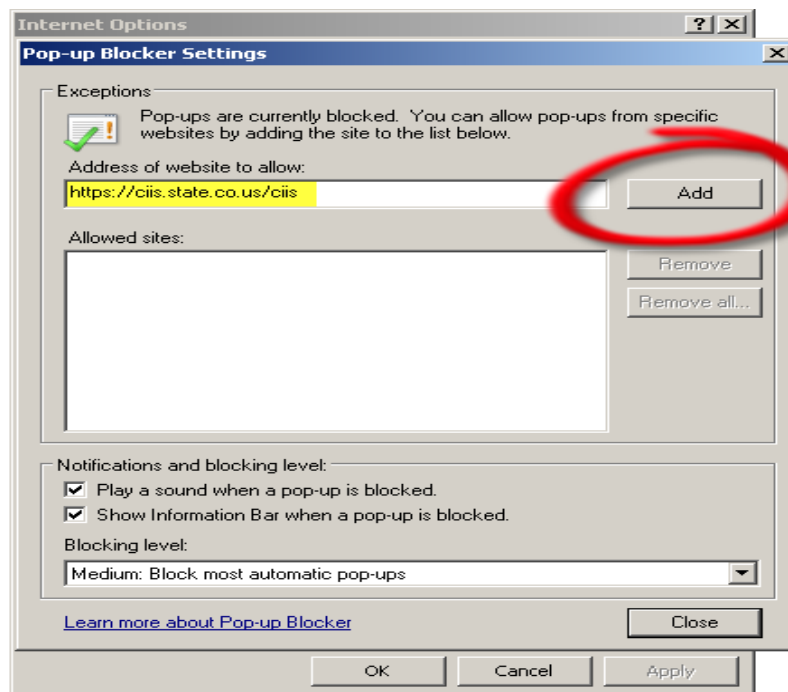 Internet Options
Pop-up Blocker Settings
Exceptions
Pop-ups are currently blocked. You can allow pop-ups from specific
websites by adding the site to the list below.
Address of website to allow:
https://ciis.state.co.us/ciis
Add
Allowed sites:
Remove
Remove all...
Notifications and blocking level:
Play a sound when a pop-up is blocked.
Show Information Bar when a pop-up is blocked.
Blocking level:
Medium: Block most automatic pop-ups
Learn more about Pop-up Blocker
Close
OK
Cancel
Apply